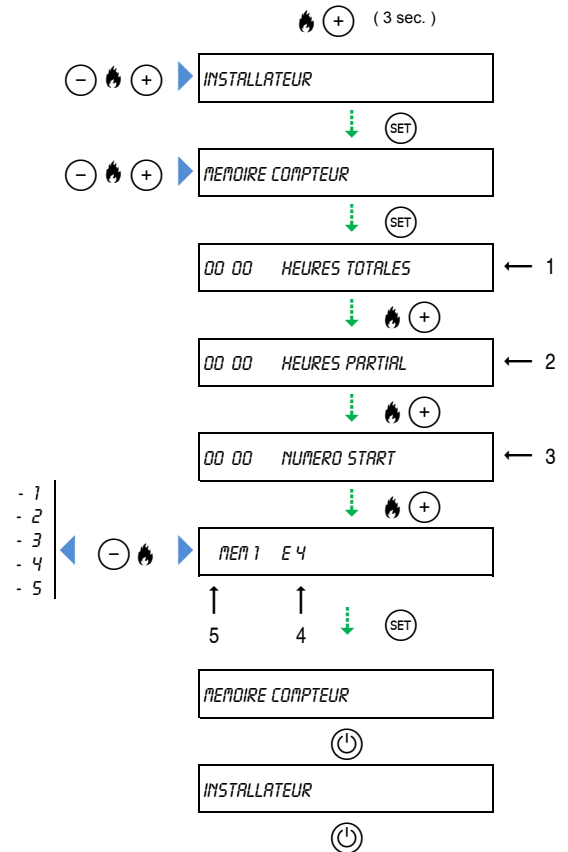 + ( 3 sec. )
- + INSTALLATEUR
SET
- + MEMOIRE COMPTEUR
SET
00 00 HEURES TOTALES ← 1
+
00 00 HEURES PARTIAL ← 2
+
00 00 NUMERO START ← 3
+
- 1
- 2
- 3
- 4
- 5
- MEM 1 E 4
↑ ↑
5 4 SET
MEMOIRE COMPTEUR
INSTALLATEUR